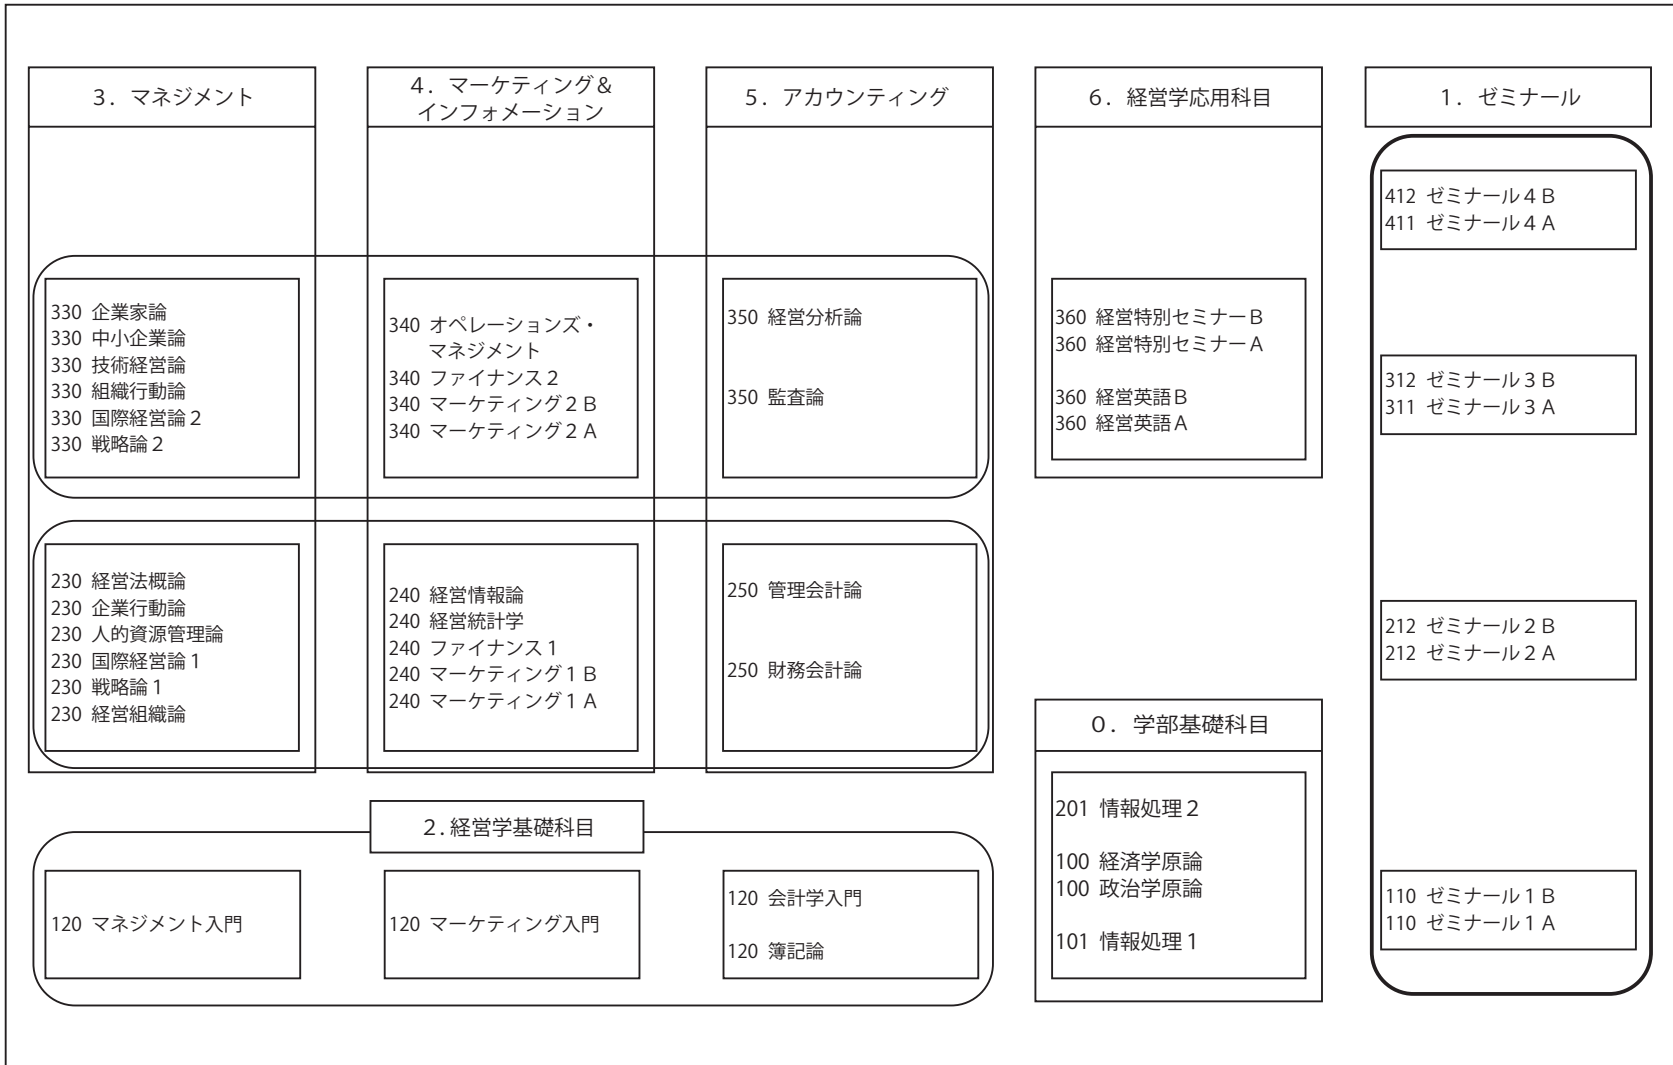 ３．マネジメント
330 企業家論
330 中小企業論
330 技術経営論
330 組織行動論
330 国際経営論２
330 戦略論２
230 経営法概論
230 企業行動論
230 人的資源管理論
230 国際経営論１
230 戦略論１
230 経営組織論
４．マーケティング＆
インフォメーション
340 オペレーションズ・
マネジメント
340 ファイナンス２
340 マーケティング２Ｂ
340 マーケティング２Ａ
240 経営情報論
240 経営統計学
240 ファイナンス１
240 マーケティング１Ｂ
240 マーケティング１Ａ
５．アカウンティング
350 経営分析論
350 監査論
250 管理会計論
250 財務会計論
２.経営学基礎科目
120 マネジメント入門
120 マーケティング入門
120 会計学入門
120 簿記論
６．経営学応用科目
360 経営特別セミナーＢ
360 経営特別セミナーＡ
360 経営英語Ｂ
360 経営英語Ａ
０．学部基礎科目
201 情報処理２
100 経済学原論
100 政治学原論
101 情報処理１
１．ゼミナール
412 ゼミナール４Ｂ
411 ゼミナール４Ａ
312 ゼミナール３Ｂ
311 ゼミナール３Ａ
212 ゼミナール２Ｂ
212 ゼミナール２Ａ
110 ゼミナール１Ｂ
110 ゼミナール１Ａ